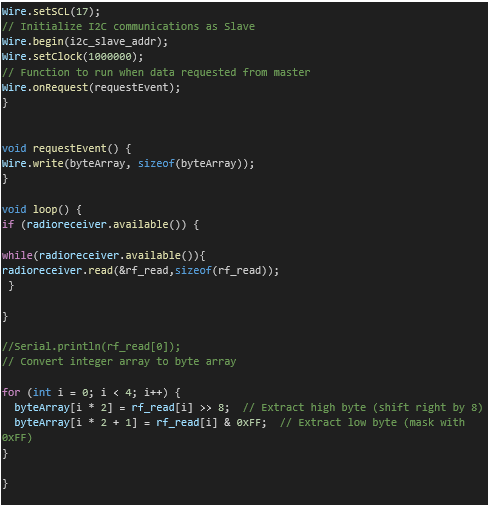 Wire.setSCL(17);
// Initialize I2C communications as Slave
Wire.begin(i2c_slave_addr);
Wire.setClock(1000000);
// Function to run when data requested from master
Wire.onRequest(requestEvent);
}
void requestEvent() {
Wire.write(byteArray, sizeof(byteArray));
}
void loop() {
if (radioreceiver.available()) {
while(radioreceiver.available()){
radioreceiver.read(&rf_read,sizeof(rf_read));
}
}
//Serial.println(rf_read[0]);
// Convert integer array to byte array
for (int i = 0; i < 4; i++) {
byteArray[i * 2] = rf_read[i] >> 8;  // Extract high byte (shift right by 8)
byteArray[i * 2 + 1] = rf_read[i] & 0xFF;  // Extract low byte (mask with
0xFF)
}
}